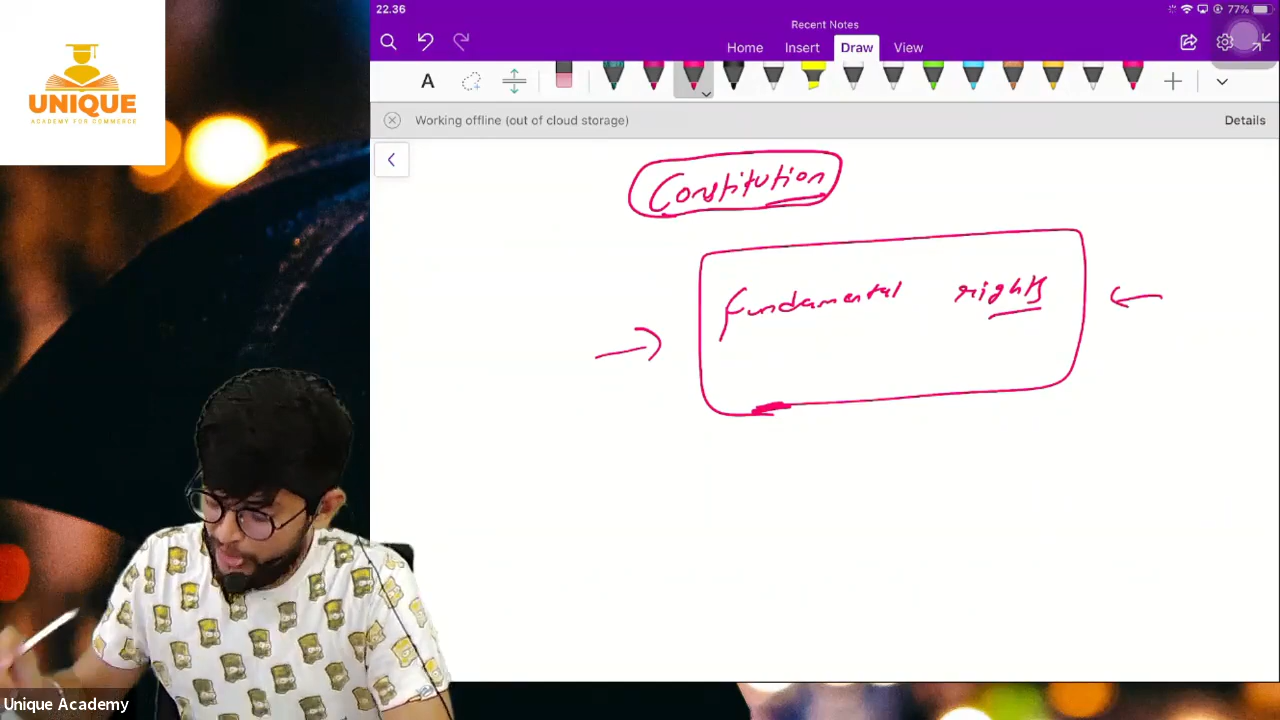 UNIQUE
ACADEMY FOR COMMERCE
22.36
77%
Recent Notes
Home Insert Draw View
A
Working offline (out of cloud storage)
Details
Constitution
fundamental rights
Unique Academy